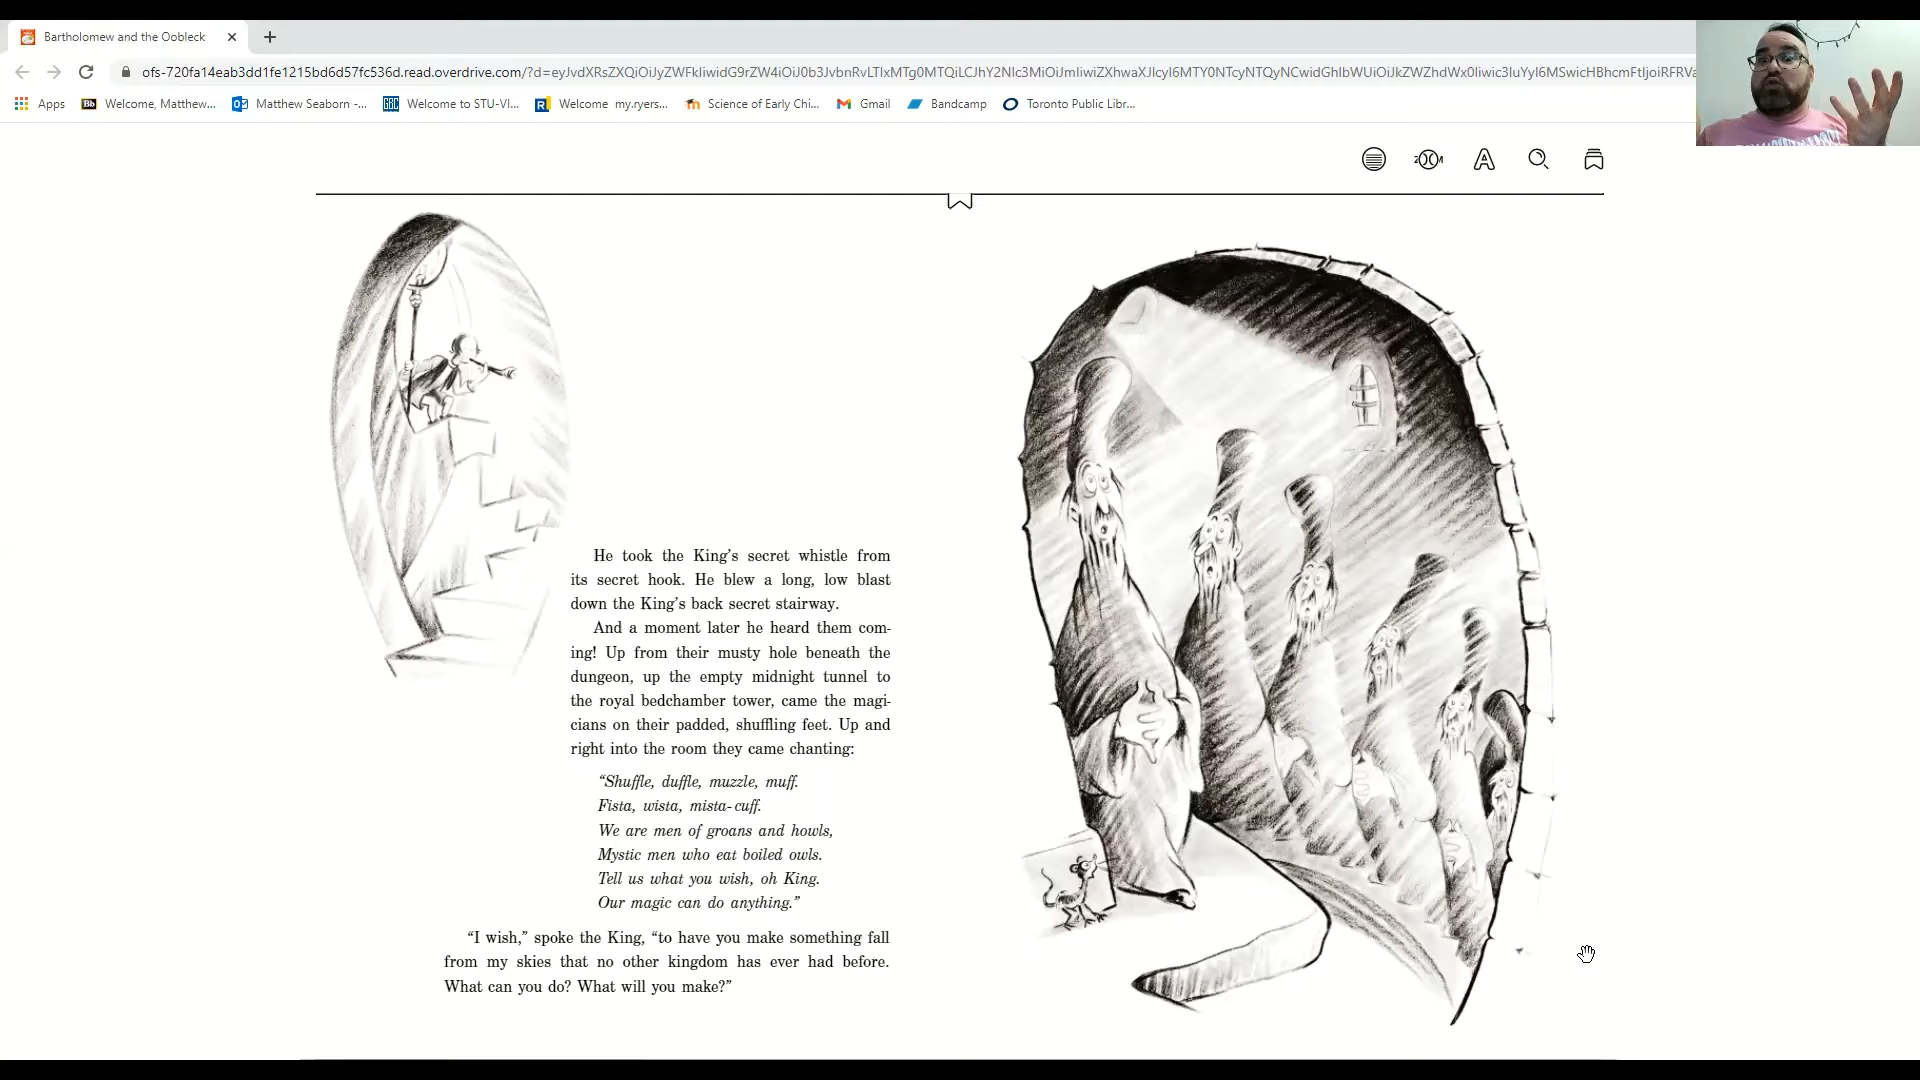 Bartholomew and the Oobleck
ofs-720fa14eab3dd1fe1215bd6d57fc536d.read.overdrive.com/
Apps
Welcome, Matthew...
Matthew Seaborn -...
Welcome to STU-VI...
Welcome my.ryers...
Science of Early Chi...
Gmail
Bandcamp
Toronto Public Libr...
He took the King's secret whistle from
its secret hook. He blew a long, low blast
down the King's back secret stairway.
And a moment later he heard them com-
ing! Up from their musty hole beneath the
dungeon, up the empty midnight tunnel to
the royal bedchamber tower, came the magi-
cians on their padded, shuffling feet. Up and
right into the room they came chanting:
“Shuffle, duffle, muzzle, muff.
Fista, wista, mista-cuff.
We are men of groans and howls,
Mystic men who eat boiled owls.
Tell us what you wish, oh King.
Our magic can do anything.”
“I wish,” spoke the King, “to have you make something fall
from my skies that no other kingdom has ever had before.
What can you do? What will you make?”